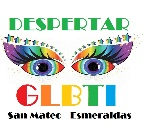 DESPERTAR
GLBTI
San Mateo Esmeraldas